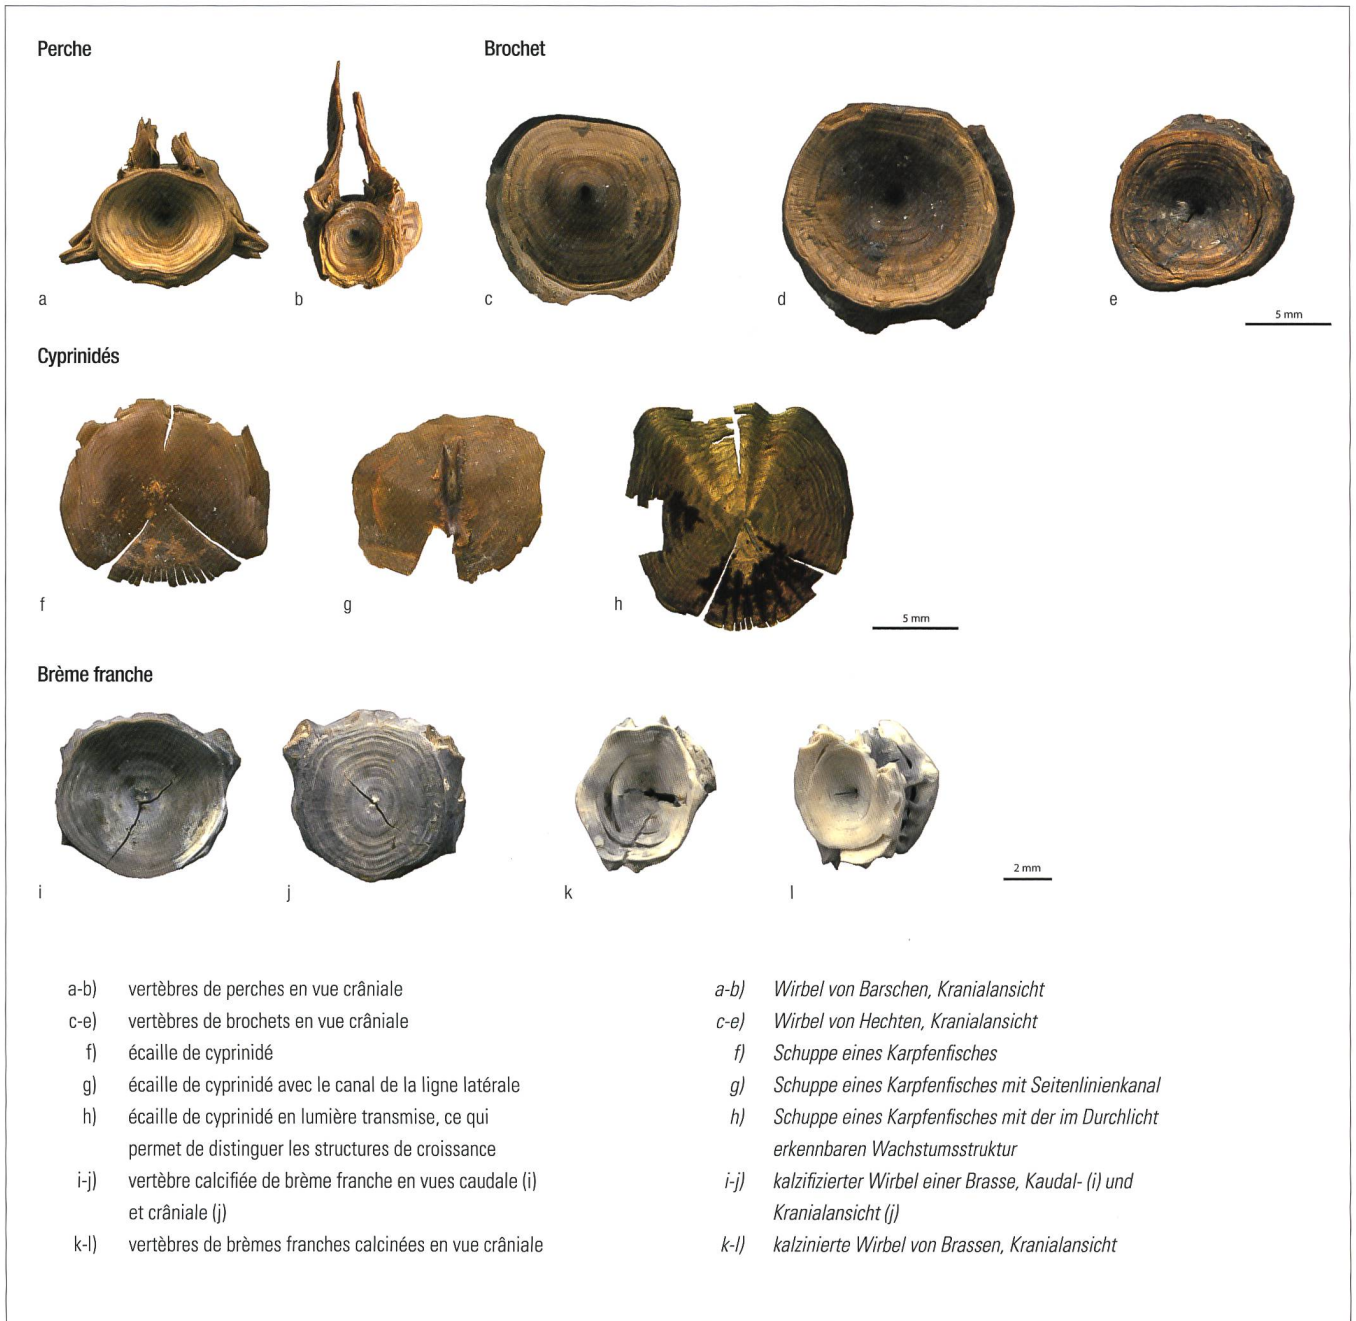 Perche
Brochet
a
b
c
d
e
5 mm
Cyprinidés
f
g
h
5 mm
Brème franche
i
j
k
l
2 mm
a-b) vertèbres de perches en vue crâniale
c-e) vertèbres de brochets en vue crâniale
f) écaille de cyprinidé
g) écaille de cyprinidé avec le canal de la ligne latérale
h) écaille de cyprinidé en lumière transmise, ce qui
permet de distinguer les structures de croissance
i-j) vertèbre calcifiée de brème franche en vues caudale (i)
et crâniale (j)
k-l) vertèbres de brèmes franches calcinées en vue crâniale
a-b) Wirbel von Barschen, Kranialansicht
c-e) Wirbel von Hechten, Kranialansicht
f) Schuppe eines Karpfenfisches
g) Schuppe eines Karpfenfisches mit Seitenlinienkanal
h) Schuppe eines Karpfenfisches mit der im Durchlicht
erkennbaren Wachstumsstruktur
i-j) kalzifizierter Wirbel einer Brasse, Kaudal- (i) und
Kranialansicht (j)
k-l) kalzinierte Wirbel von Brassen, Kranialansicht